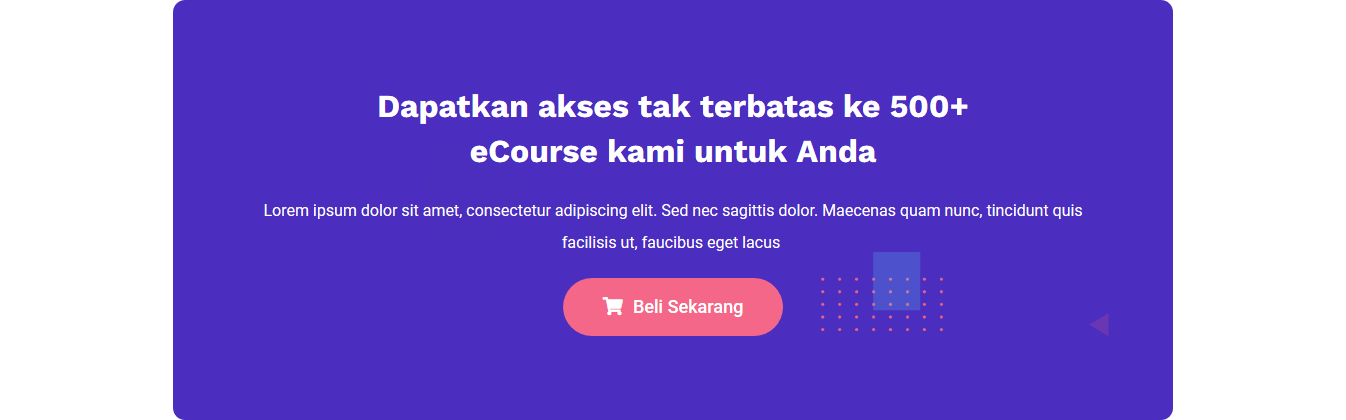 Dapatkan akses tak terbatas ke 500+
eCourse kami untuk Anda
Lorem ipsum dolor sit amet, consectetur adipiscing elit. Sed nec sagittis dolor. Maecenas quam nunc, tincidunt quis
facilisis ut, faucibus eget lacus
Beli Sekarang